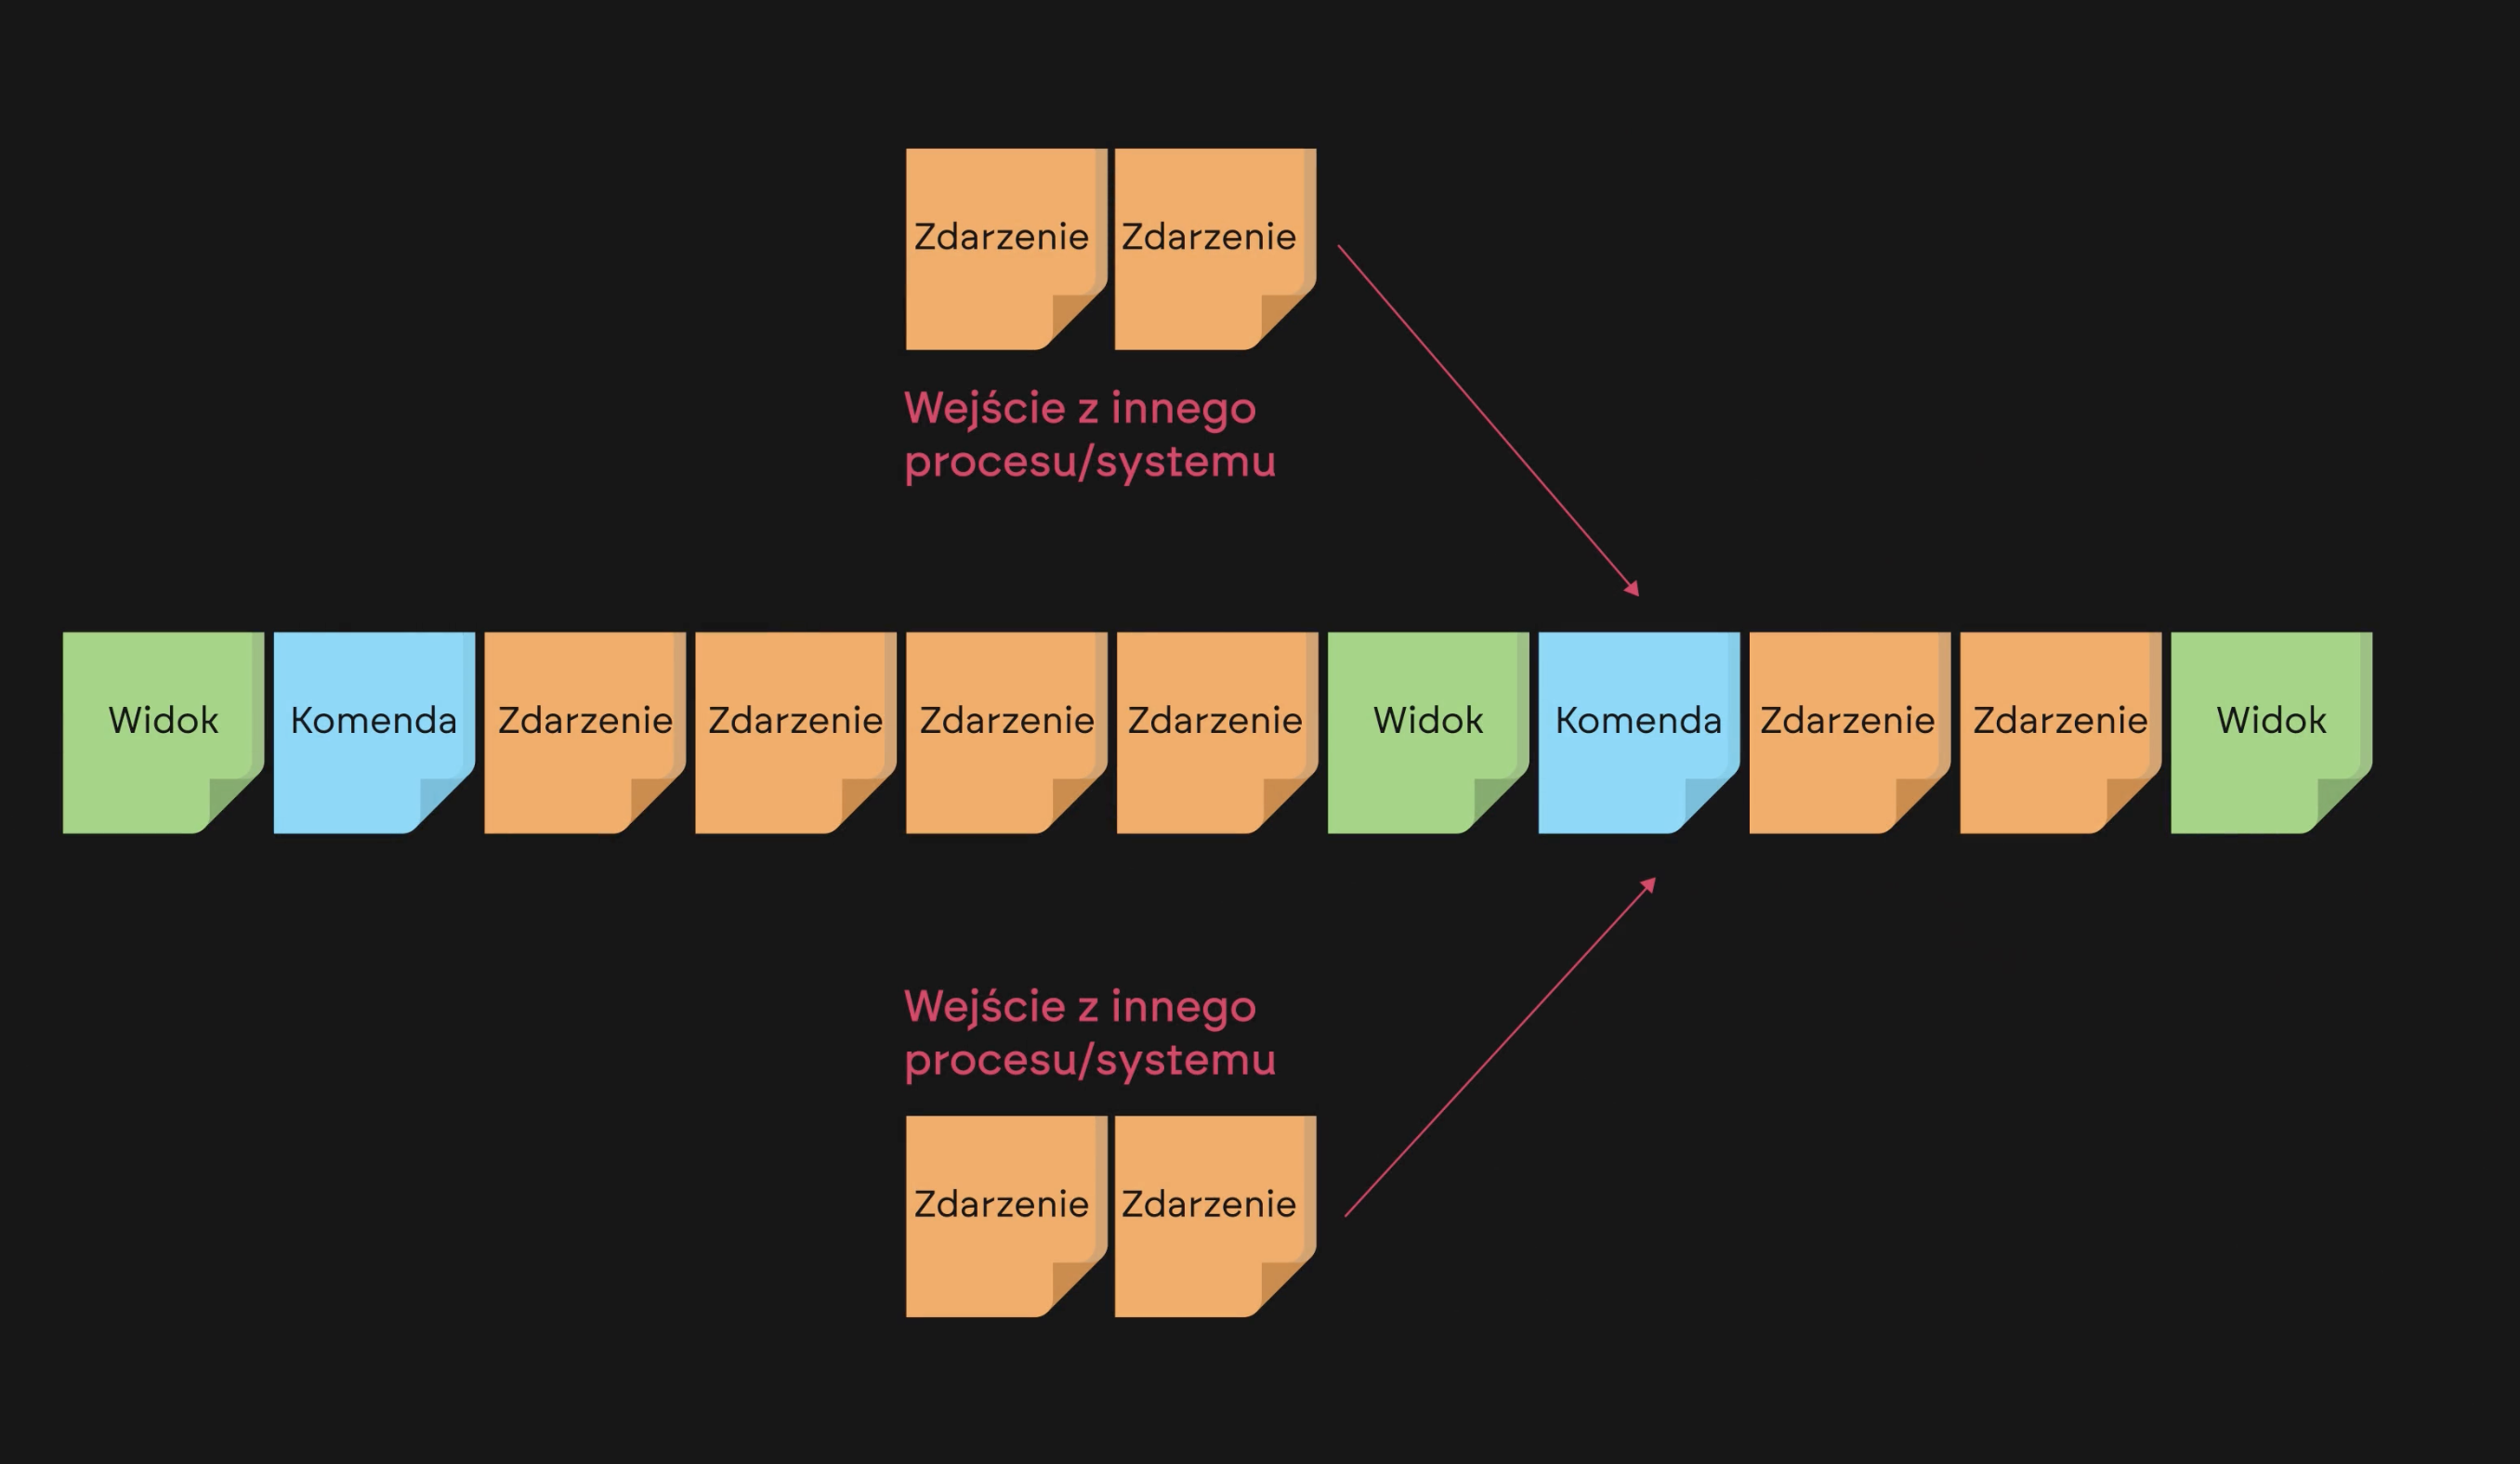 Zdarzenie Zdarzenie
Wejście z innego
procesu/systemu
Widok Komenda Zdarzenie Zdarzenie Zdarzenie Zdarzenie Widok Komenda Zdarzenie Zdarzenie Widok
Wejście z innego
procesu/systemu
Zdarzenie Zdarzenie